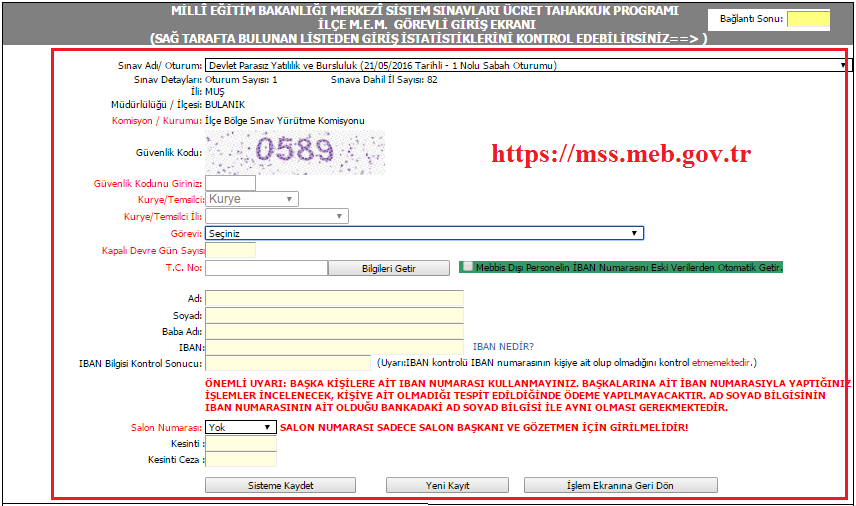 MİLLÎ EĞİTİM BAKANLIĞI MERKEZÎ SİSTEM SINAVLARI ÜCRET TAHAKKUK PROGRAMI
İLÇE M.E.M. GÖREVLİ GİRİŞ EKRANI
(SAĞ TARAFTA BULUNAN LİSTEDEN GİRİŞ İSTATİSTİKLERİNİ KONTROL EDEBİLİRSİNİZ==> )
Bağlantı Sonu:
Sınav Adı/ Oturum: Devlet Parasız Yatılılık ve Bursluluk (21/05/2016 Tarihli - 1 Nolu Sabah Oturumu)
Sınav Detayları: Oturum Sayısı: 1 Sınava Dahil İl Sayısı: 82
İli: MUŞ
Müdürlülüğü / İlçesi: BULANIK
Komisyon / Kurumu: İlçe Bölge Sınav Yürütme Komisyonu
Güvenlik Kodu: 0589
https://mss.meb.gov.tr
Güvenlik Kodunu Giriniz:
Kurye/Temsilci: Kurye
Kurye/Temsilci İli:
Görevi: Seçiniz
Kapalı Devre Gün Sayısı
T.C. No: Bilgileri Getir Mebbis Dışı Personelin İBAN Numarasını Eski Verilerden Otomatik Getir.
Ad:
Soyad:
Baba Adı:
IBAN: IBAN NEDİR?
IBAN Bilgisi Kontrol Sonucu: (Uyarı:IBAN kontrolü IBAN numarasının kişiye ait olup olmadığını kontrol etmemektedir.)
ÖNEMLİ UYARI: BAŞKA KİŞİLERE AİT IBAN NUMARASI KULLANMAYINIZ. BAŞKALARINA AİT İBAN NUMARASIYLA YAPTIĞINIZ
İŞLEMLER İNCELENECEK, KİŞİYE AİT OLMADIĞI TESPİT EDİLDİĞİNDE ÖDEME YAPILMAYACAKTIR. AD SOYAD BİLGİSİNİN
IBAN NUMARASININ AİT OLDUĞU BANKADAKİ AD SOYAD BİLGİSİ İLE AYNI OLMASI GEREKMEKTEDİR.
Salon Numarası: Yok SALON NUMARASI SADECE SALON BAŞKANI VE GÖZETMEN İÇİN GİRİLMELİDİR!
Kesinti :
Kesinti Ceza :
Sisteme Kaydet Yeni Kayıt İşlem Ekranına Geri Dön